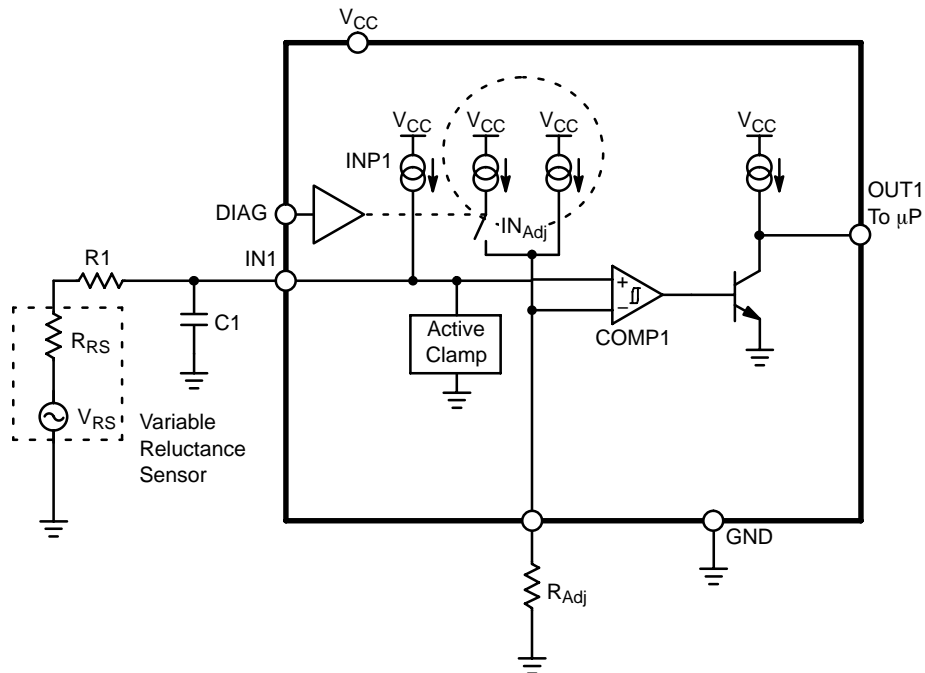 VCC
VCC
VCC
VCC
VCC
INP1
OUT1
To μP
DIAG
INAdj
R1
IN1
+
−
COMP1
C1
Active
Clamp
RRS
VRS
Variable
Reluctance
Sensor
GND
RAdj